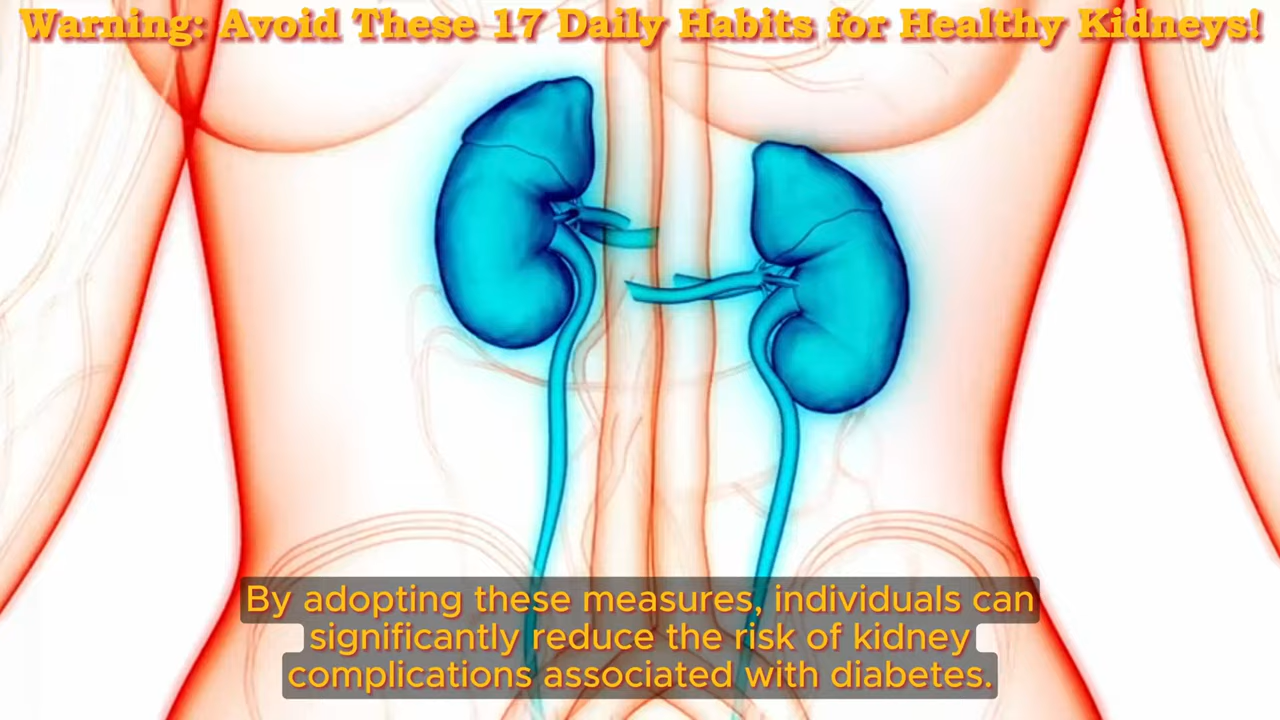 Warning: Avoid These 17 Daily Habits for Healthy Kidneys!
By adopting these measures, individuals can
significantly reduce the risk of kidney
complications associated with diabetes.